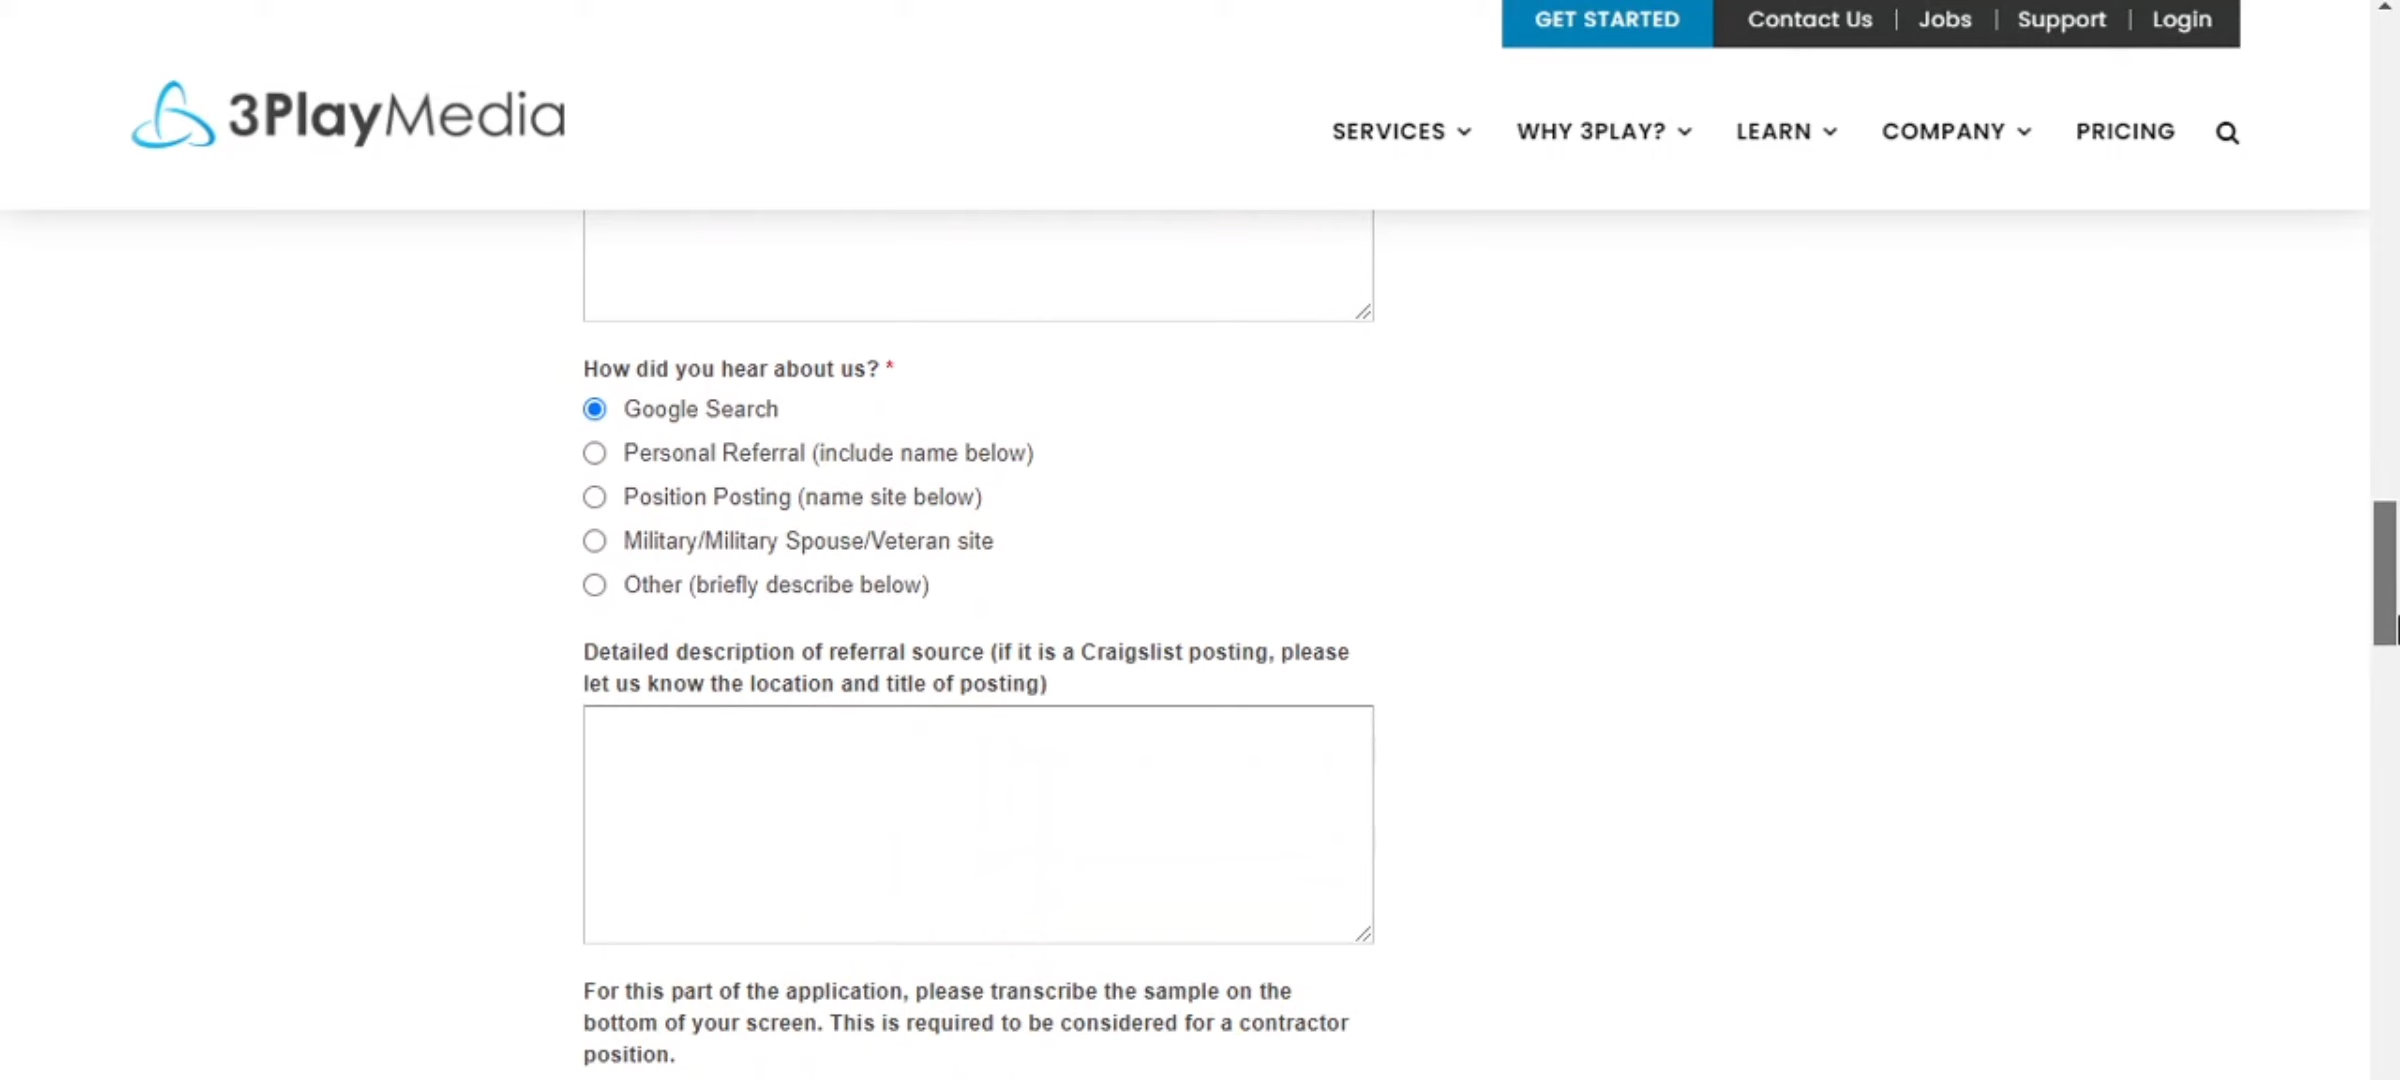 GET STARTED Contact Us | Jobs | Support | Login
3PlayMedia
SERVICES WHY 3PLAY? LEARN COMPANY PRICING
How did you hear about us? *
Google Search
Personal Referral (include name below)
Position Posting (name site below)
Military/Military Spouse/Veteran site
Other (briefly describe below)
Detailed description of referral source (if it is a Craigslist posting, please
let us know the location and title of posting)
For this part of the application, please transcribe the sample on the
bottom of your screen. This is required to be considered for a contractor
position.